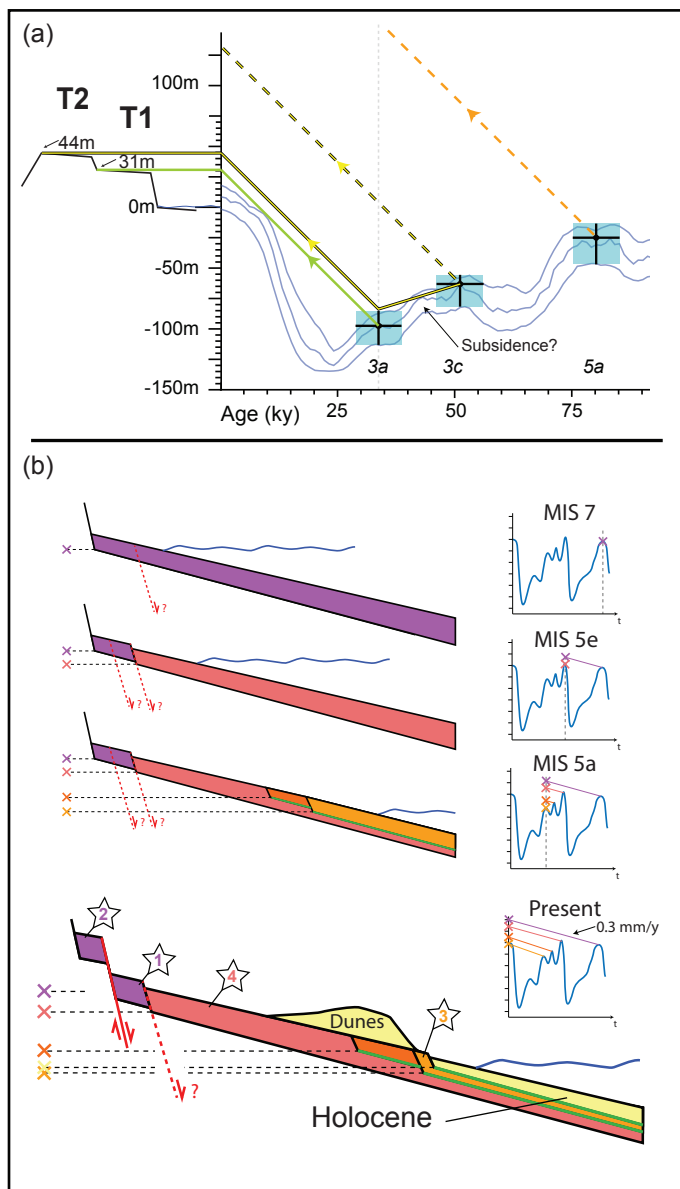 (a)
T2
T1
44m
31m
100m
0m
-50m
-100m
-150m
Subsidence?
3a
3c
5a
Age (ky)
25
50
75
(b)
MIS 7
?
t
MIS 5e
?
?
t
MIS 5a
?
?
t
Present
0.3 mm/y
t
2
1
4
3
Dunes
?
Holocene